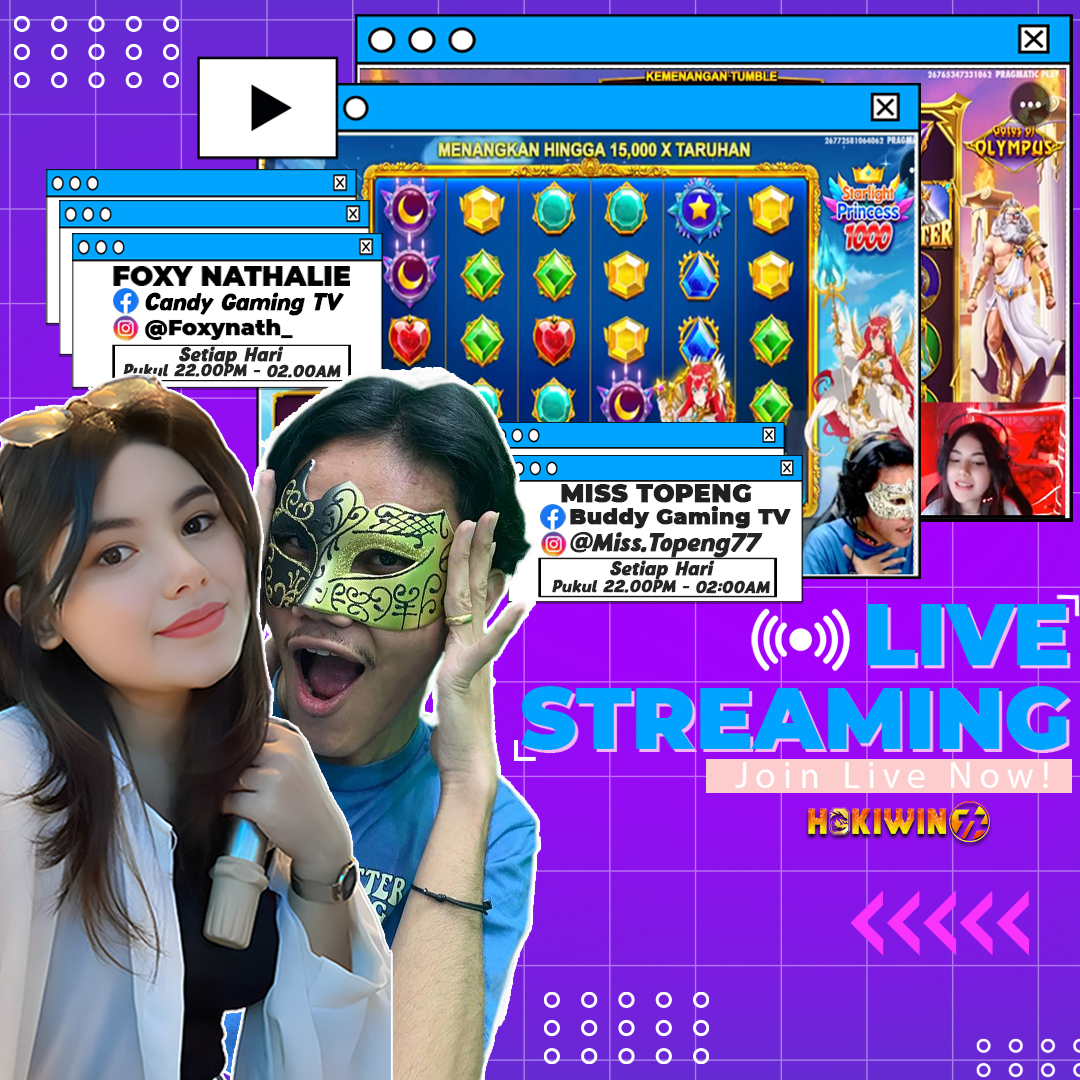 KEMENANGAN TUMBLE
26765347331062 PRAGMATIC PLAY
MENANGKAN HINGGA 15,000 X TARUHAN
26772581064062 PRAGM
Gates of
OLYMPUS
Starlight
Princess
1000
TER
FOXY NATHALIE
Candy Gaming TV
@Foxynath_
Setiap Hari
Pukul 22.00PM - 02.00AM
MISS TOPENG
Buddy Gaming TV
@Miss.Topeng77
Setiap Hari
Pukul 22.00PM - 02:00AM
LIVE
STREAMING
Join Live Now!
HOKIWIN77